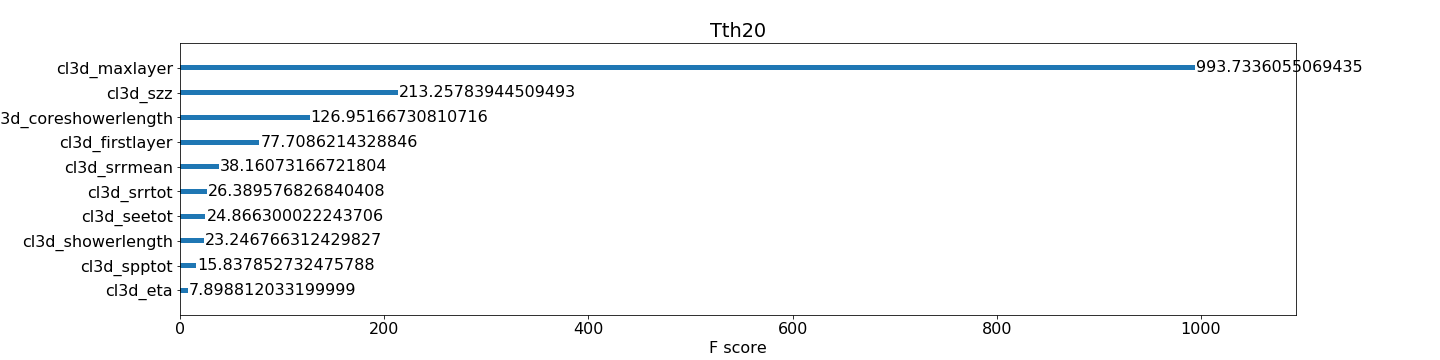 Tth20
cl3d_maxlayer 993.7336055069435
cl3d_szz 213.25783944509493
3d_coreshowerlength 126.95166730810716
cl3d_firstlayer 77.7086214328846
cl3d_srrmean 38.16073166721804
cl3d_srrtot 26.389576826840408
cl3d_seetot 24.866300022243706
cl3d_showerlength 23.246766312429827
cl3d_spptot 15.837852732475788
cl3d_eta 7.898812033199999
0 200 400 600 800 1000
F score